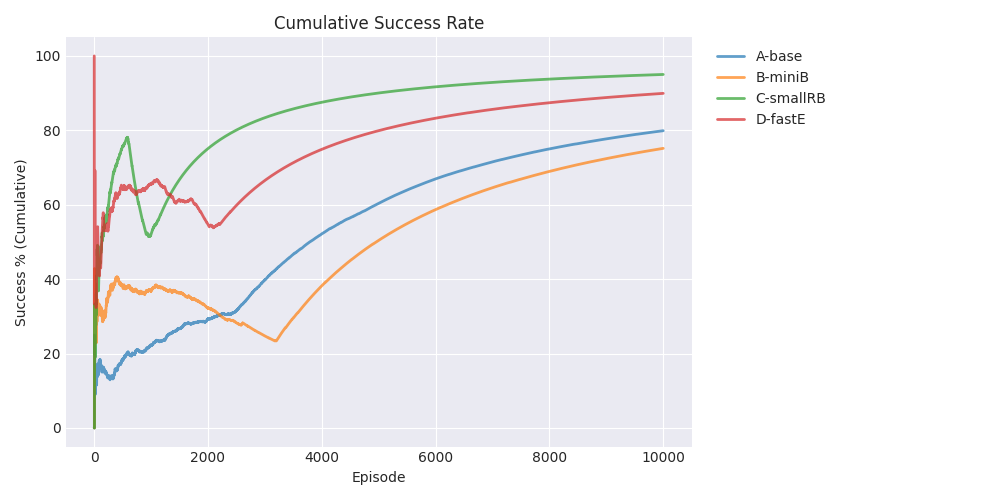 Cumulative Success Rate
Success % (Cumulative)
100
80
60
40
20
0
0 2000 4000 6000 8000 10000
Episode
A-base
B-miniB
C-smallRB
D-fastE